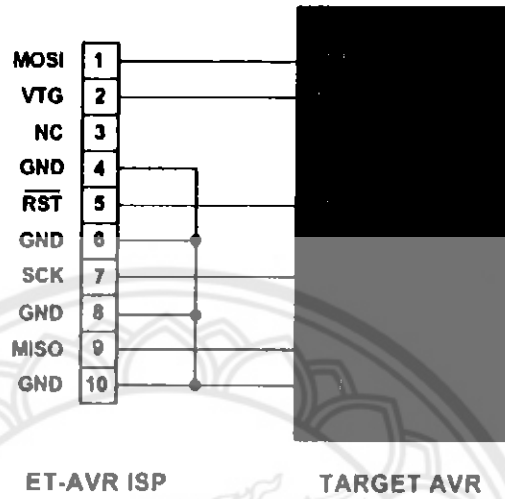 MOSI 1
VTG 2
NC 3
GND 4
RST 5
GND 6
SCK 7
GND 8
MISO 9
GND 10
ET-AVR ISP TARGET AVR